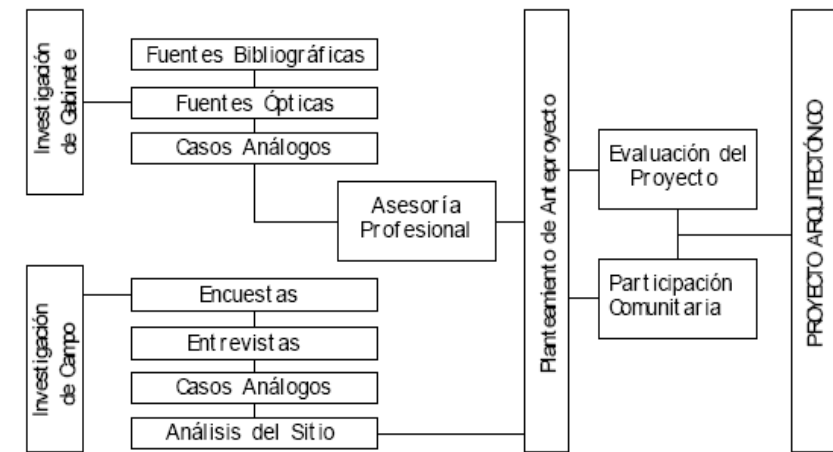 Investigación
de Gabinete
Fuentes Bibliográficas
Fuentes Ópticas
Casos Análogos
Asesoría
Profesional
Investigación
de Campo
Encuestas
Entrevistas
Casos Análogos
Análisis del Sitio
Planteamiento de Anteproyecto
Evaluación del
Proyecto
Participación
Comunitaria
PROYECTO ARQUITECTÓNICO